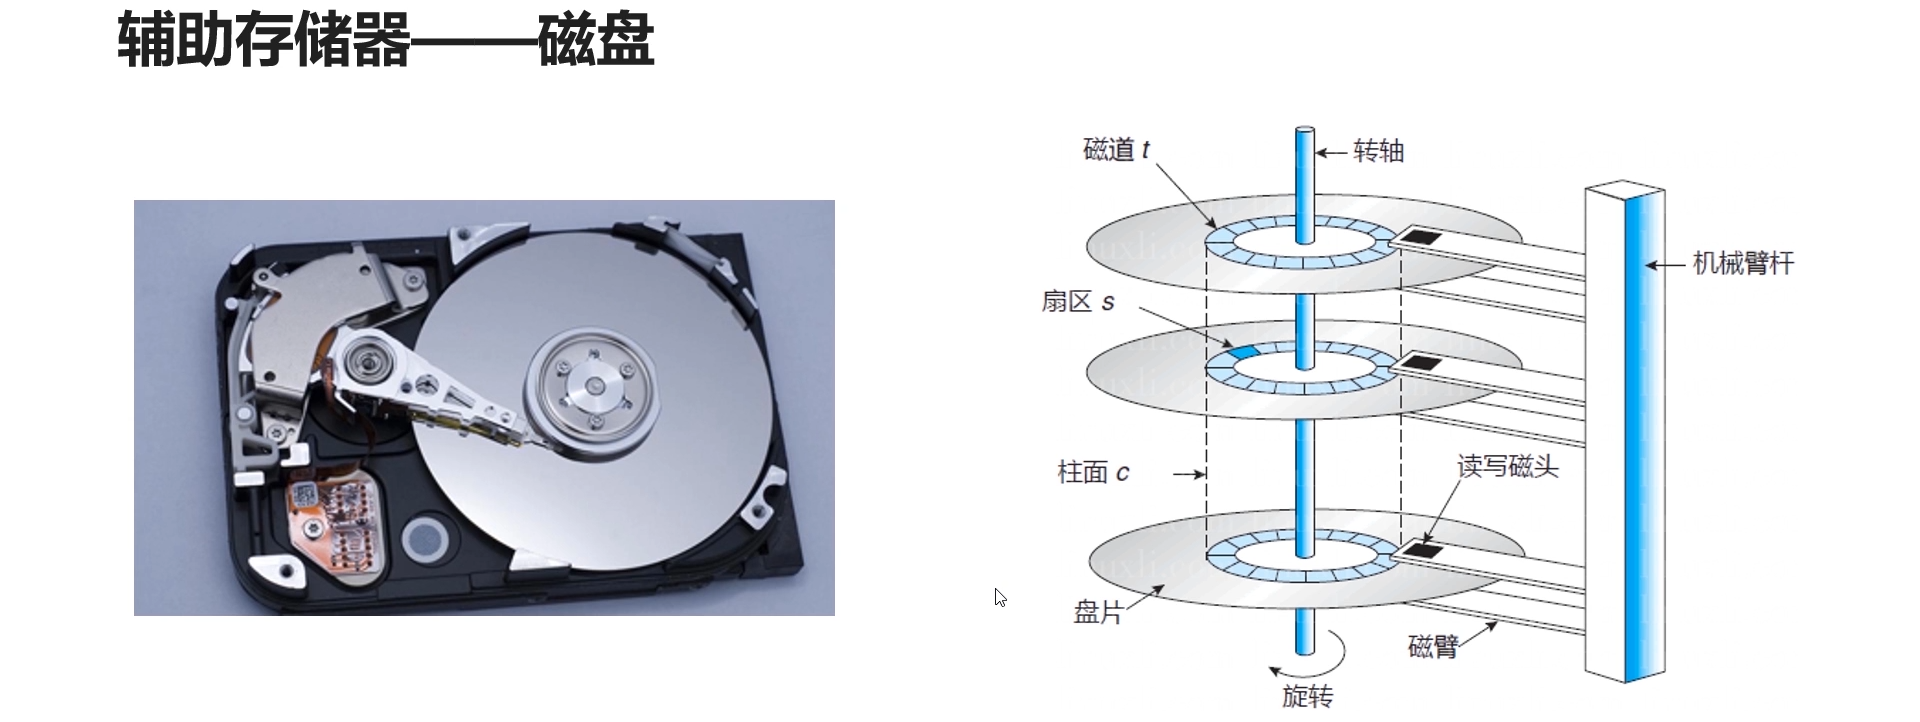 辅助存储器——磁盘
磁道 t
转轴
机械臂杆
扇区 s
柱面 c
读写磁头
盘片
磁臂
旋转